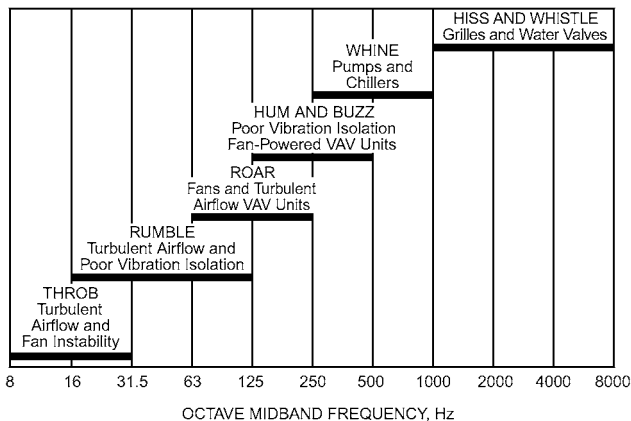 HISS AND WHISTLE
Grilles and Water Valves
WHINE
Pumps and
Chillers
HUM AND BUZZ
Poor Vibration Isolation
Fan-Powered VAV Units
ROAR
Fans and Turbulent
Airflow VAV Units
RUMBLE
Turbulent Airflow and
Poor Vibration Isolation
THROB
Turbulent
Airflow and
Fan Instability
8 16 31.5 63 125 250 500 1000 2000 4000 8000
OCTAVE MIDBAND FREQUENCY, Hz